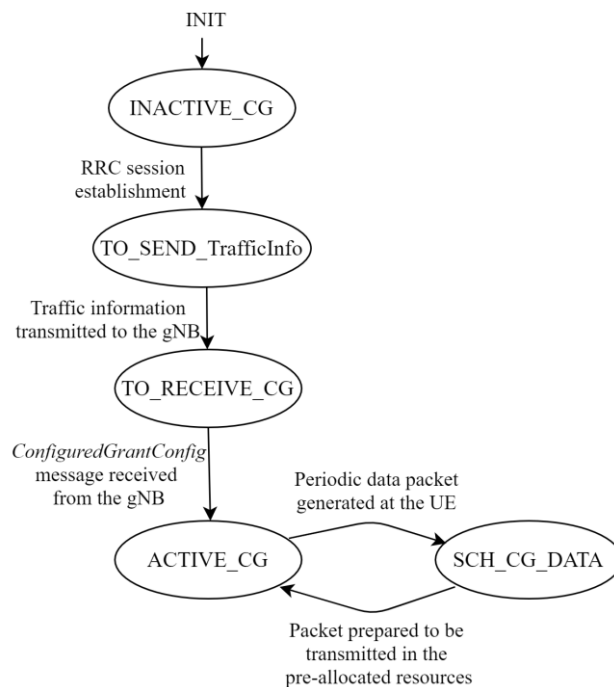 INIT
INACTIVE_CG
RRC session
establishment
TO_SEND_TrafficInfo
Traffic information
transmitted to the gNB
TO_RECEIVE_CG
ConfiguredGrantConfig
message received
from the gNB
Periodic data packet
generated at the UE
ACTIVE_CG
SCH_CG_DATA
Packet prepared to be
transmitted in the
pre-allocated resources